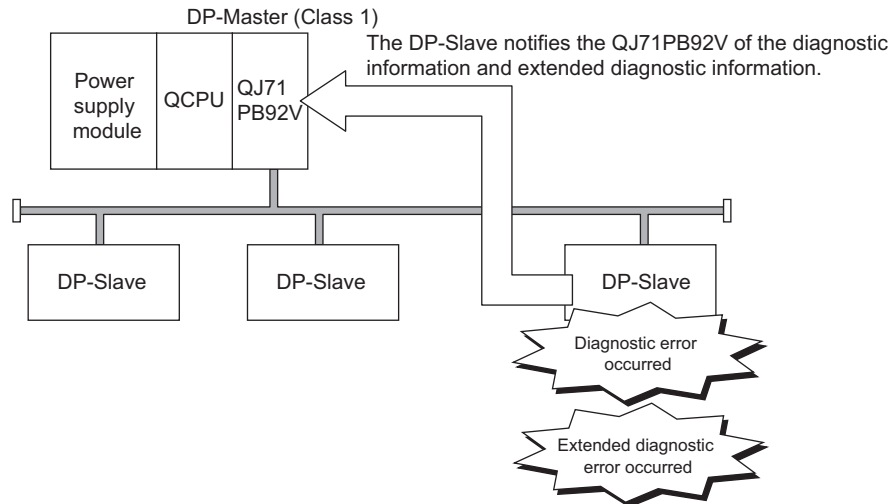 DP-Master (Class 1)
The DP-Slave notifies the QJ71PB92V of the diagnostic
information and extended diagnostic information.
Power
supply
module
QCPU
QJ71
PB92V
DP-Slave
DP-Slave
DP-Slave
Diagnostic error
occurred
Extended diagnostic
error occurred